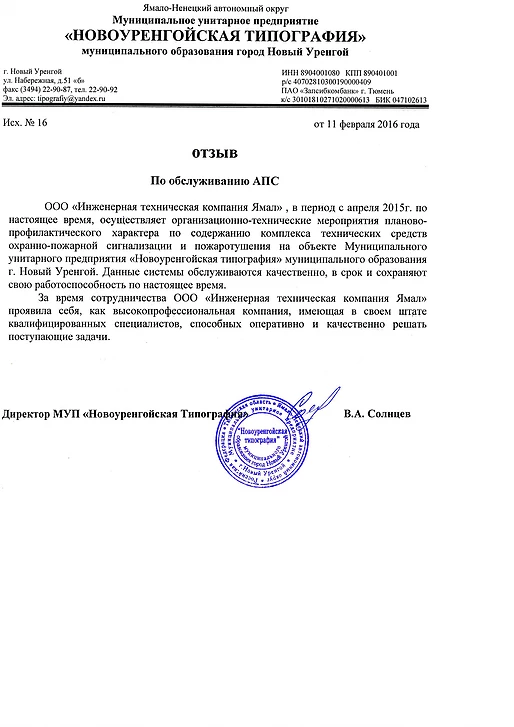 Ямало-Ненецкий автономный округ
Муниципальное унитарное предприятие
«НОВОУРЕНГОЙСКАЯ ТИПОГРАФИЯ»
муниципального образования город Новый Уренгой
г. Новый Уренгой
ул. Набережная, д.51 «б»
факс (3494) 22-90-87, тел. 22-90-92
Эл. адрес: tipografiy@yandex.ru
ИНН 8904001080 КПП 890401001
р/с 40702810300190000409
ПАО «Запсибкомбанк» г. Тюмень
к/с 30101810271020000613 БИК 047102613
Исх. № 16
от 11 февраля 2016 года
ОТЗЫВ
По обслуживанию АПС
ООО «Инженерная техническая компания Ямал» , в период с апреля 2015г. по
настоящее время, осуществляет организационно-технические мероприятия планово-
профилактического характера по содержанию комплекса технических средств
охранно-пожарной сигнализации и пожаротушения на объекте Муниципального
унитарного предприятия «Новоуренгойская типография» муниципального образования
г. Новый Уренгой. Данные системы обслуживаются качественно, в срок и сохраняют
свою работоспособность по настоящее время.
За время сотрудничества ООО «Инженерная техническая компания Ямал»
проявила себя, как высокопрофессиональная компания, имеющая в своем штате
квалифицированных специалистов, способных оперативно и качественно решать
поступающие задачи.
Директор МУП «Новоуренгойская Типография»
В.А. Солнцев
"Новоуренгойская
типография"
муниципального
образования город Новый Уренгой
г.Новый Уренгой